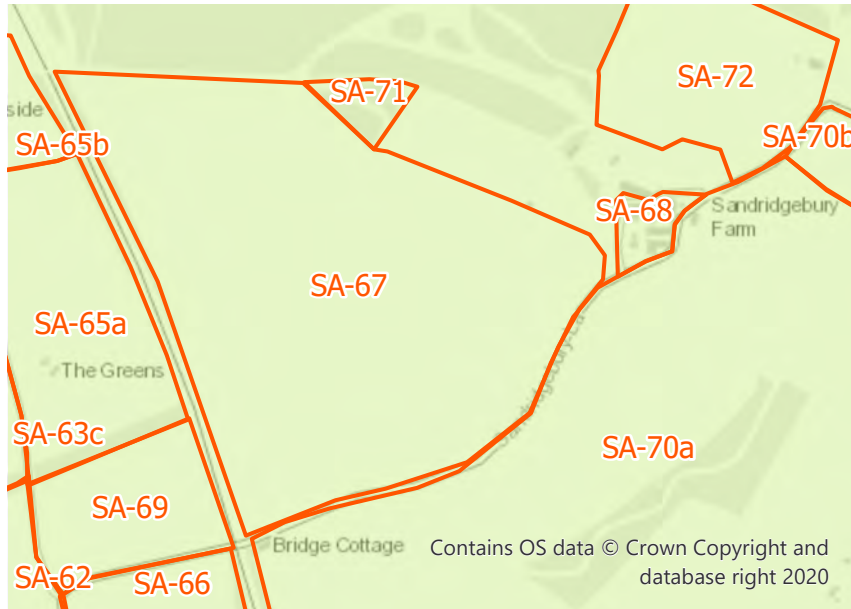 SA-72
SA-71
side
SA-65b
SA-70b
SA-68
Sandridgebury
Farm
SA-67
SA-65a
The Greens
Sandridgebury La
SA-63c
SA-70a
SA-69
Bridge Cottage
Contains OS data © Crown Copyright and
database right 2020
SA-62
SA-66